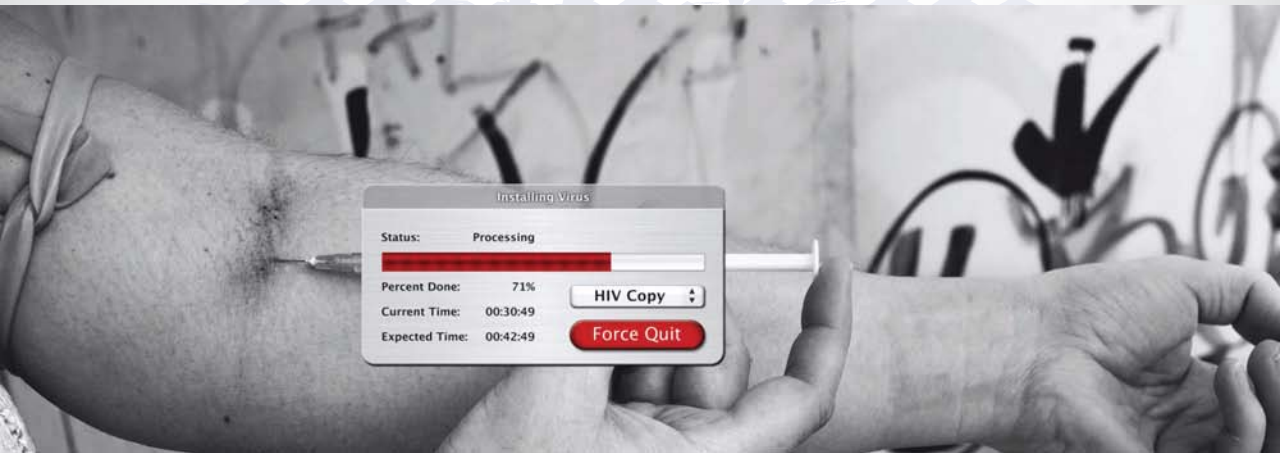 Installing Virus
Status: Processing
Percent Done: 71%
HIV Copy
Current Time: 00:30:49
Force Quit
Expected Time: 00:42:49